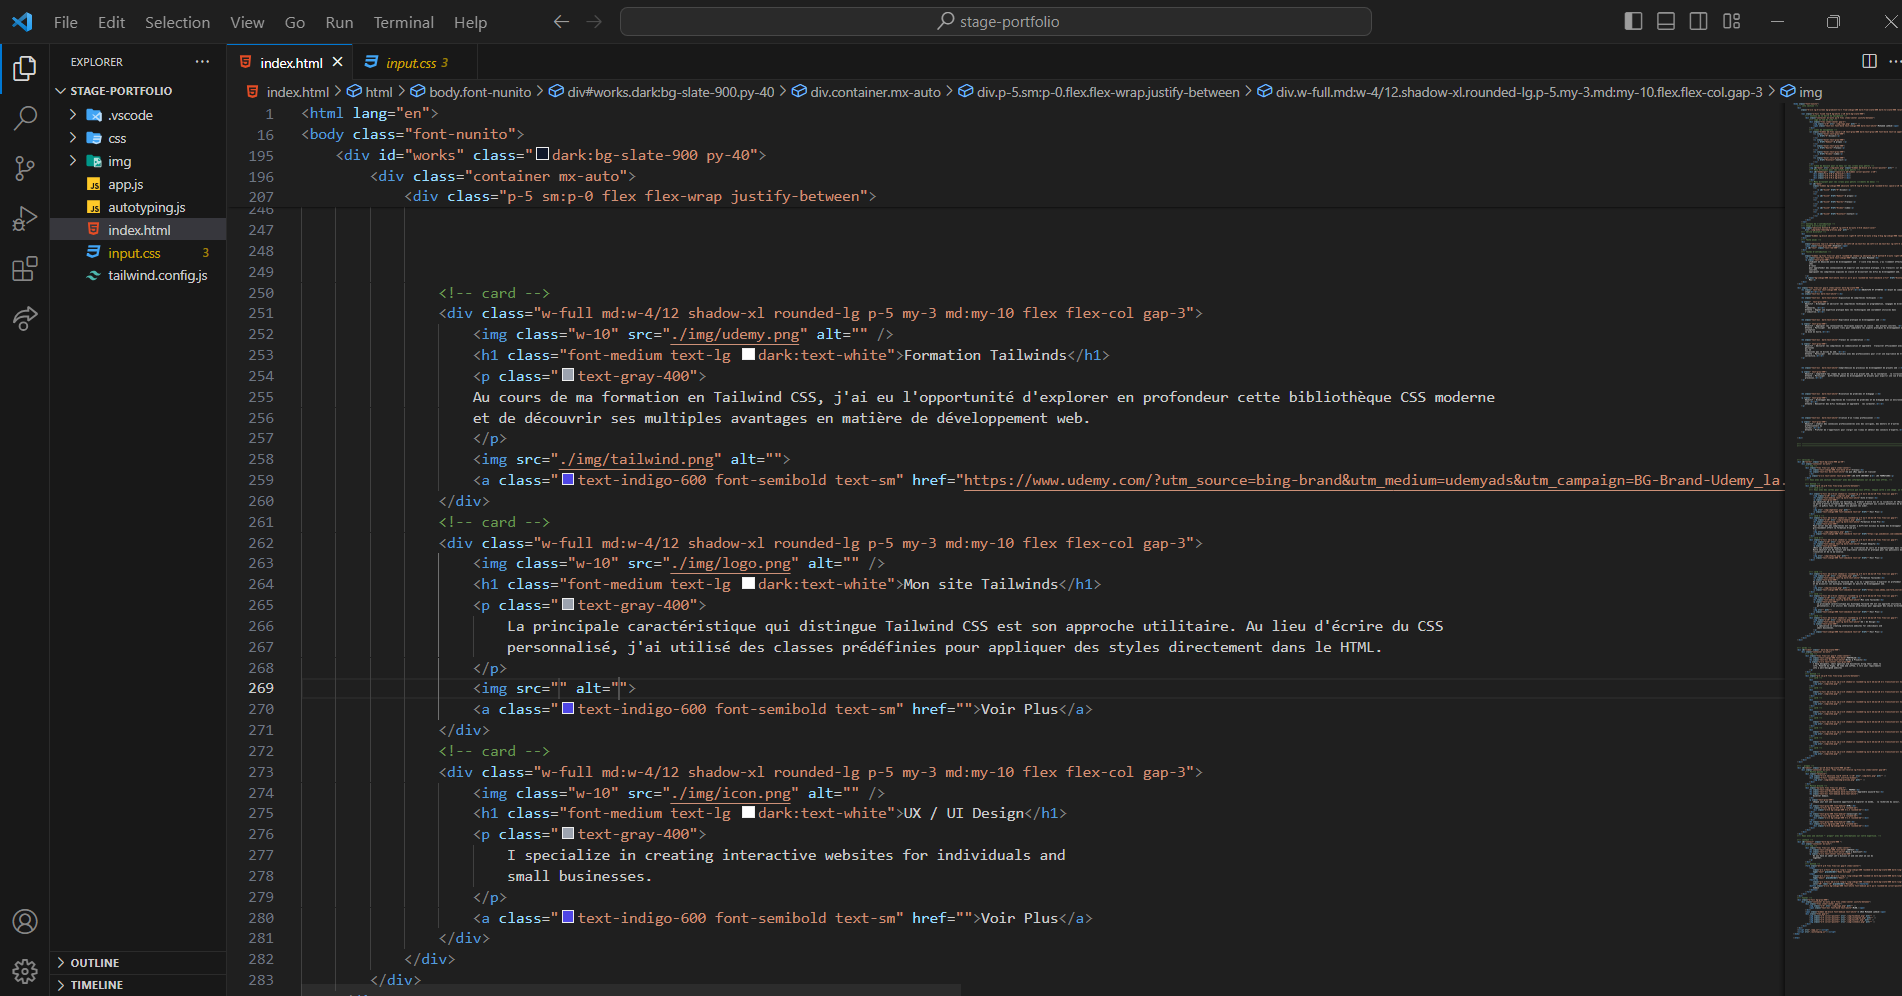 File Edit Selection View Go Run Terminal Help
stage-portfolio
EXPLORER
index.html
input.css 3
STAGE-PORTFOLIO
.vscode
css
img
app.js
autotyping.js
index.html
input.css 3
tailwind.config.js
OUTLINE
TIMELINE
index.html > html > body.font-nunito > div#works.dark:bg-slate-900.py-40 > div.container.mx-auto > div.p-5.sm:p-0.flex.flex-wrap.justify-between > div.w-full.md:w-4/12.shadow-xl.rounded-lg.p-5.my-3.md:my-10.flex.flex-col.gap-3 > img
1 <html lang="en">
16 <body class="font-nunito">
195 <div id="works" class="dark:bg-slate-900 py-40">
196 <div class="container mx-auto">
207 <div class="p-5 sm:p-0 flex flex-wrap justify-between">
246
247
248
249
250 <!-- card -->
251 <div class="w-full md:w-4/12 shadow-xl rounded-lg p-5 my-3 md:my-10 flex flex-col gap-3">
252 <img class="w-10" src="./img/udemy.png" alt="" />
253 <h1 class="font-medium text-lg dark:text-white">Formation Tailwinds</h1>
254 <p class="text-gray-400">
255 Au cours de ma formation en Tailwind CSS, j'ai eu l'opportunité d'explorer en profondeur cette bibliothèque CSS moderne
256 et de découvrir ses multiples avantages en matière de développement web.
257 </p>
258 <img src="./img/tailwind.png" alt="">
259 <a class="text-indigo-600 font-semibold text-sm" href="https://www.udemy.com/?utm_source=bing-brand&utm_medium=udemyads&utm_campaign=BG-Brand-Udemy_la.
260 </div>
261 <!-- card -->
262 <div class="w-full md:w-4/12 shadow-xl rounded-lg p-5 my-3 md:my-10 flex flex-col gap-3">
263 <img class="w-10" src="./img/logo.png" alt="" />
264 <h1 class="font-medium text-lg dark:text-white">Mon site Tailwinds</h1>
265 <p class="text-gray-400">
266 La principale caractéristique qui distingue Tailwind CSS est son approche utilitaire. Au lieu d'écrire du CSS
267 personnalisé, j'ai utilisé des classes prédéfinies pour appliquer des styles directement dans le HTML.
268 </p>
269 <img src="" alt="">
270 <a class="text-indigo-600 font-semibold text-sm" href="">Voir Plus</a>
271 </div>
272 <!-- card -->
273 <div class="w-full md:w-4/12 shadow-xl rounded-lg p-5 my-3 md:my-10 flex flex-col gap-3">
274 <img class="w-10" src="./img/icon.png" alt="" />
275 <h1 class="font-medium text-lg dark:text-white">UX / UI Design</h1>
276 <p class="text-gray-400">
277 I specialize in creating interactive websites for individuals and
278 small businesses.
279 </p>
280 <a class="text-indigo-600 font-semibold text-sm" href="">Voir Plus</a>
281 </div>
282 </div>
283 </div>